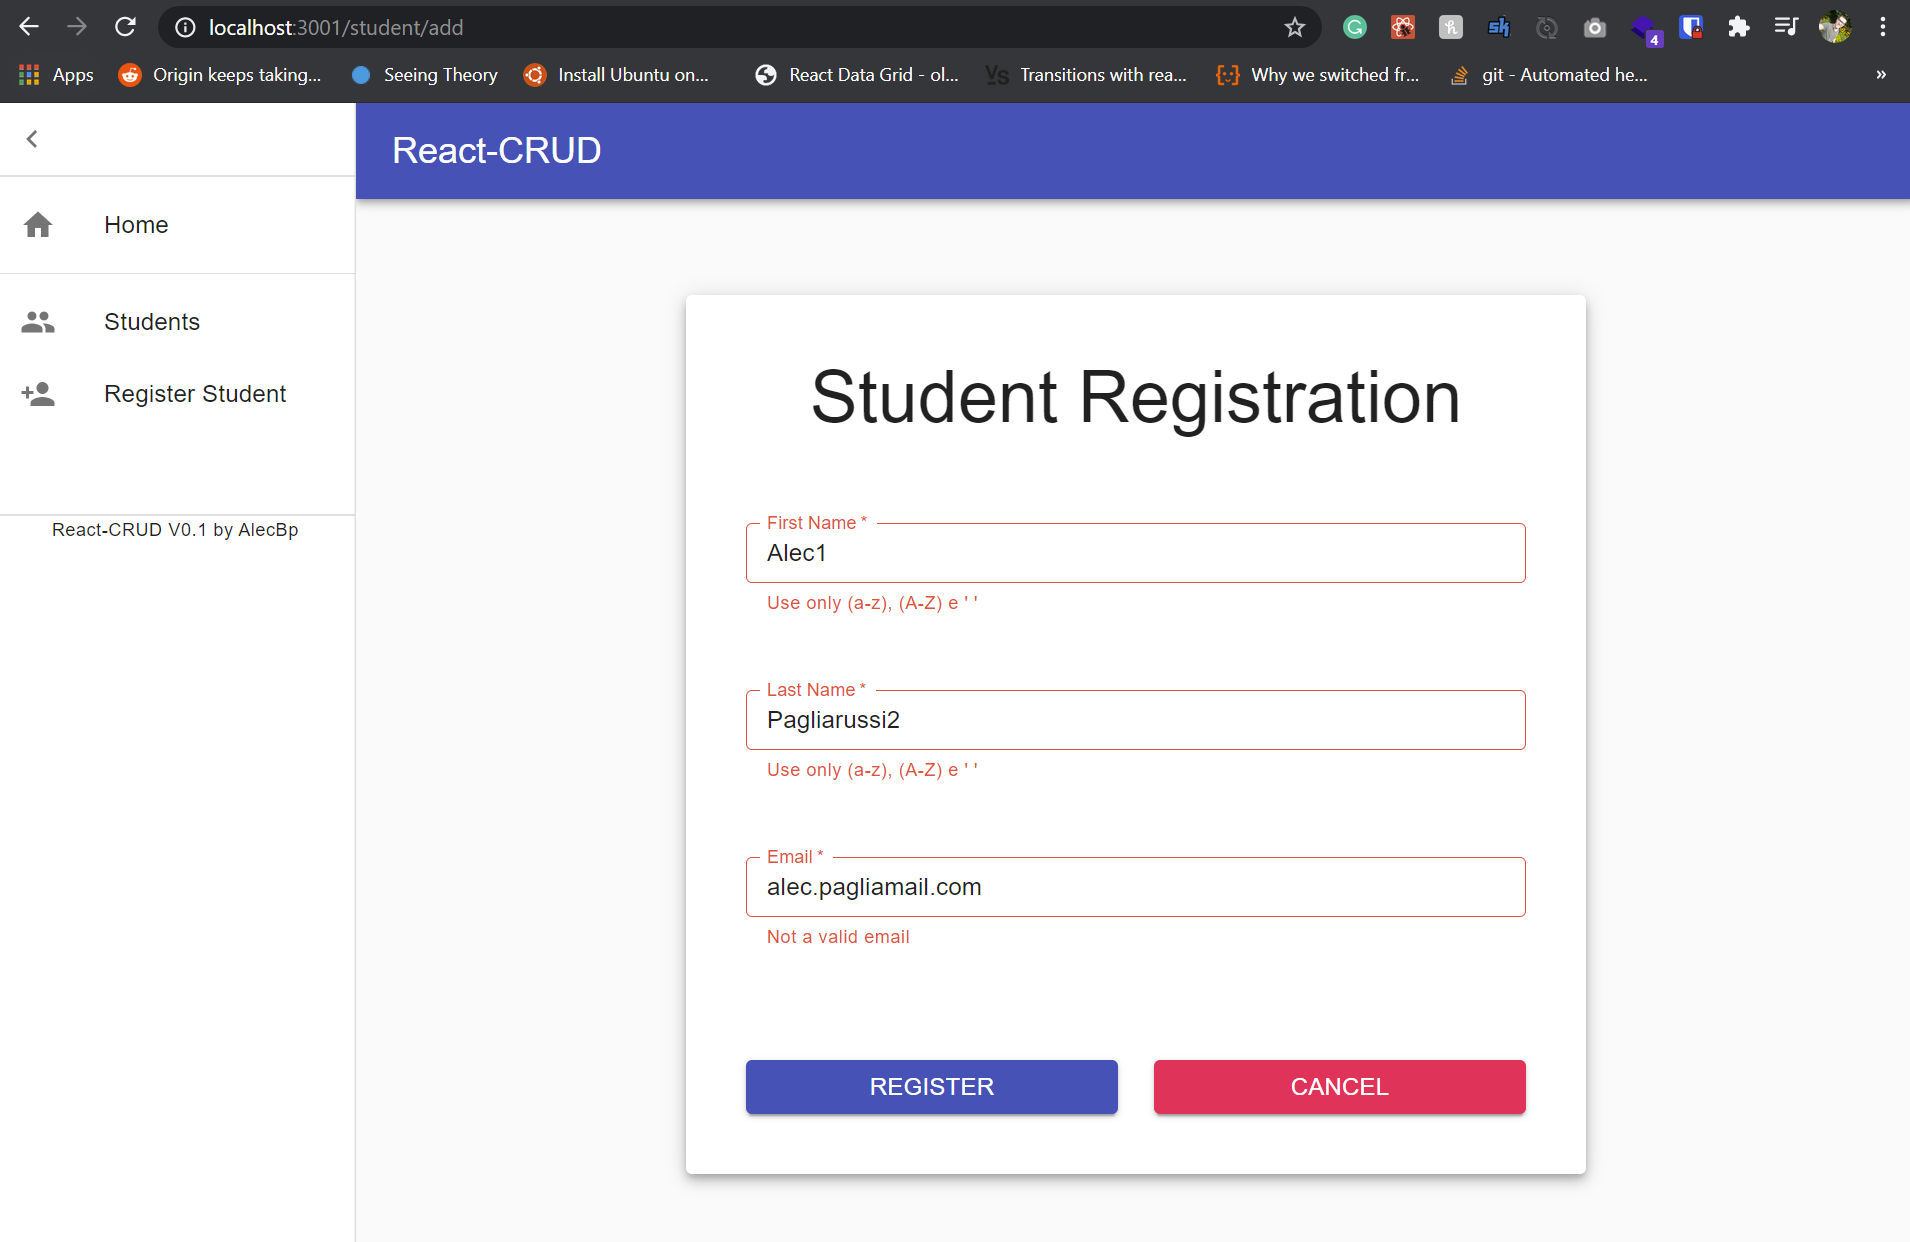 localhost:3001/student/add
4
Apps Origin keeps taking... Seeing Theory Install Ubuntu on... React Data Grid - ol... Transitions with rea... Why we switched fr... git - Automated he... »
React-CRUD
Home
Students
Register Student
React-CRUD V0.1 by AlecBp
Student Registration
First Name *
Alec1
Use only (a-z), (A-Z) e ' '
Last Name *
Pagliarussi2
Use only (a-z), (A-Z) e ' '
Email *
alec.pagliamail.com
Not a valid email
REGISTER CANCEL